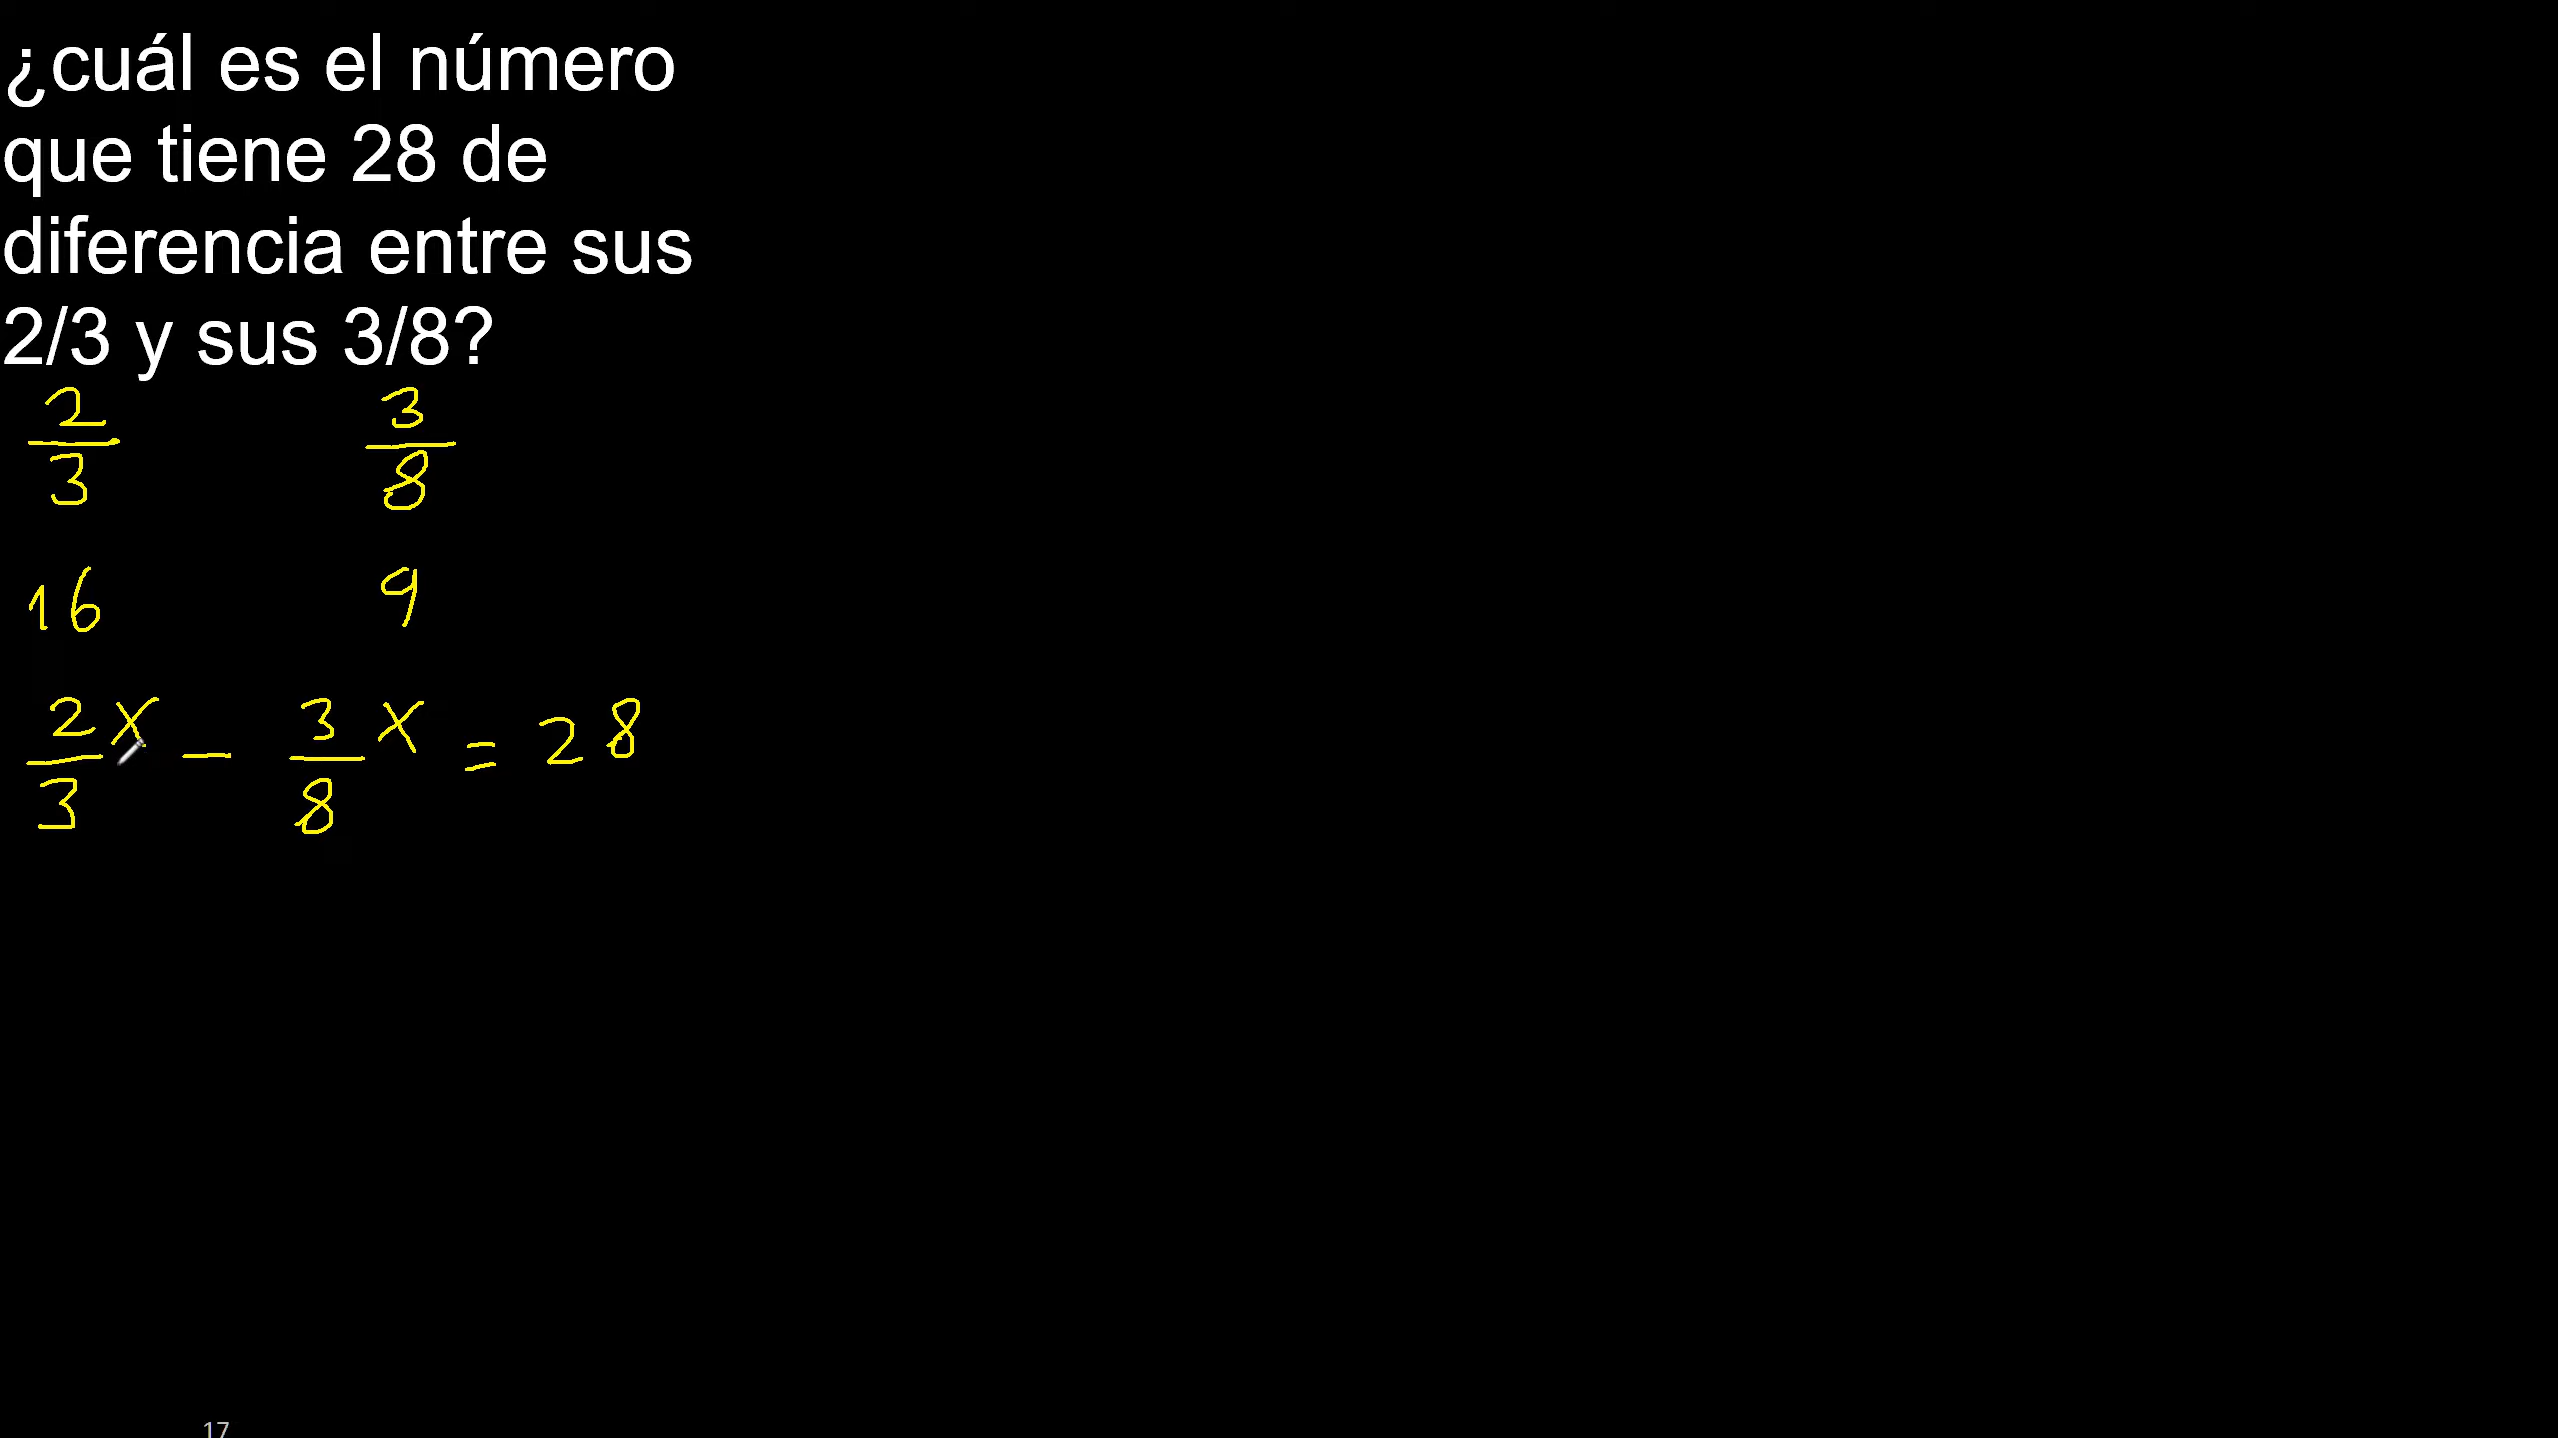 ¿cuál es el número
que tiene 28 de
diferencia entre sus
2/3 y sus 3/8?
2/3 3/8
16 9
2/3 x - 3/8 x = 28
17